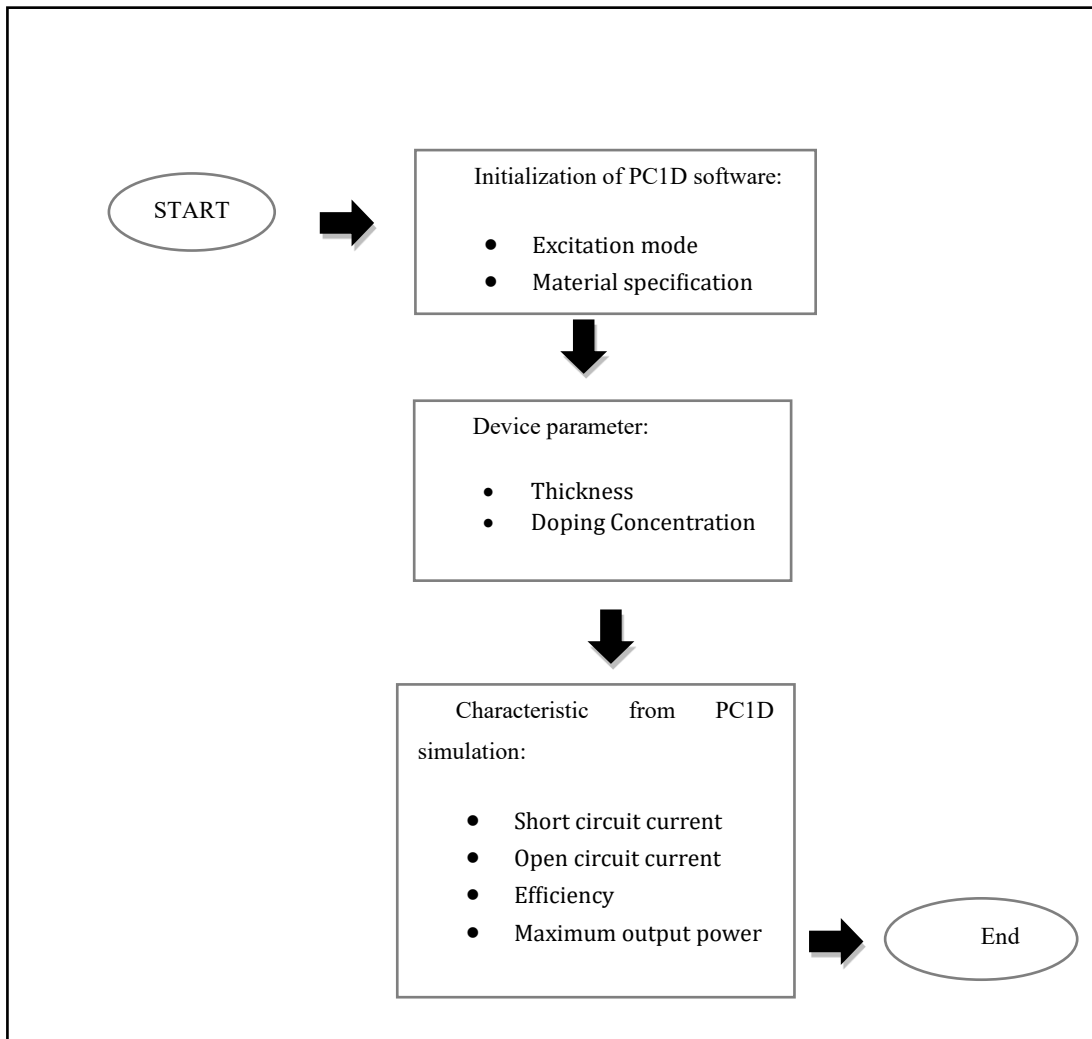 START
Initialization of PC1D software:
● Excitation mode
● Material specification
Device parameter:
● Thickness
● Doping Concentration
Characteristic from PC1D
simulation:
● Short circuit current
● Open circuit current
● Efficiency
● Maximum output power
End